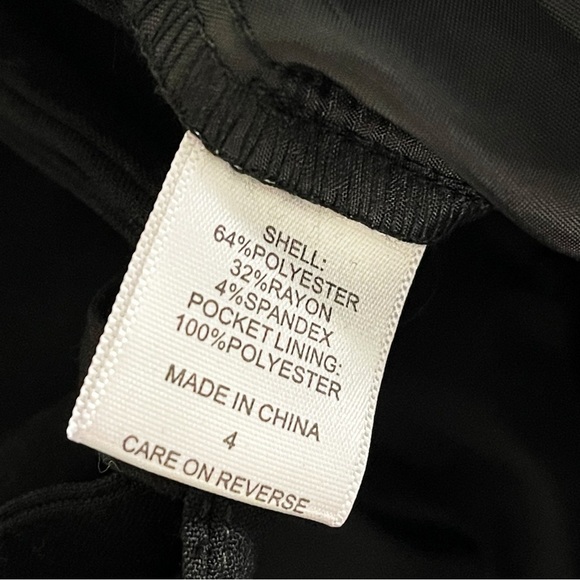 SHELL:
64%POLYESTER
32%RAYON
4%SPANDEX
POCKET LINING:
100%POLYESTER
MADE IN CHINA
4
CARE ON REVERSE